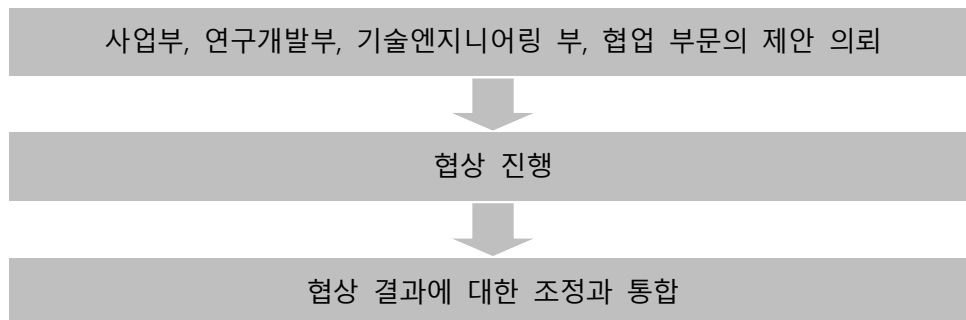 사업부, 연구개발부, 기술엔지니어링 부, 협업 부문의 제안 의뢰
협상 진행
협상 결과에 대한 조정과 통합